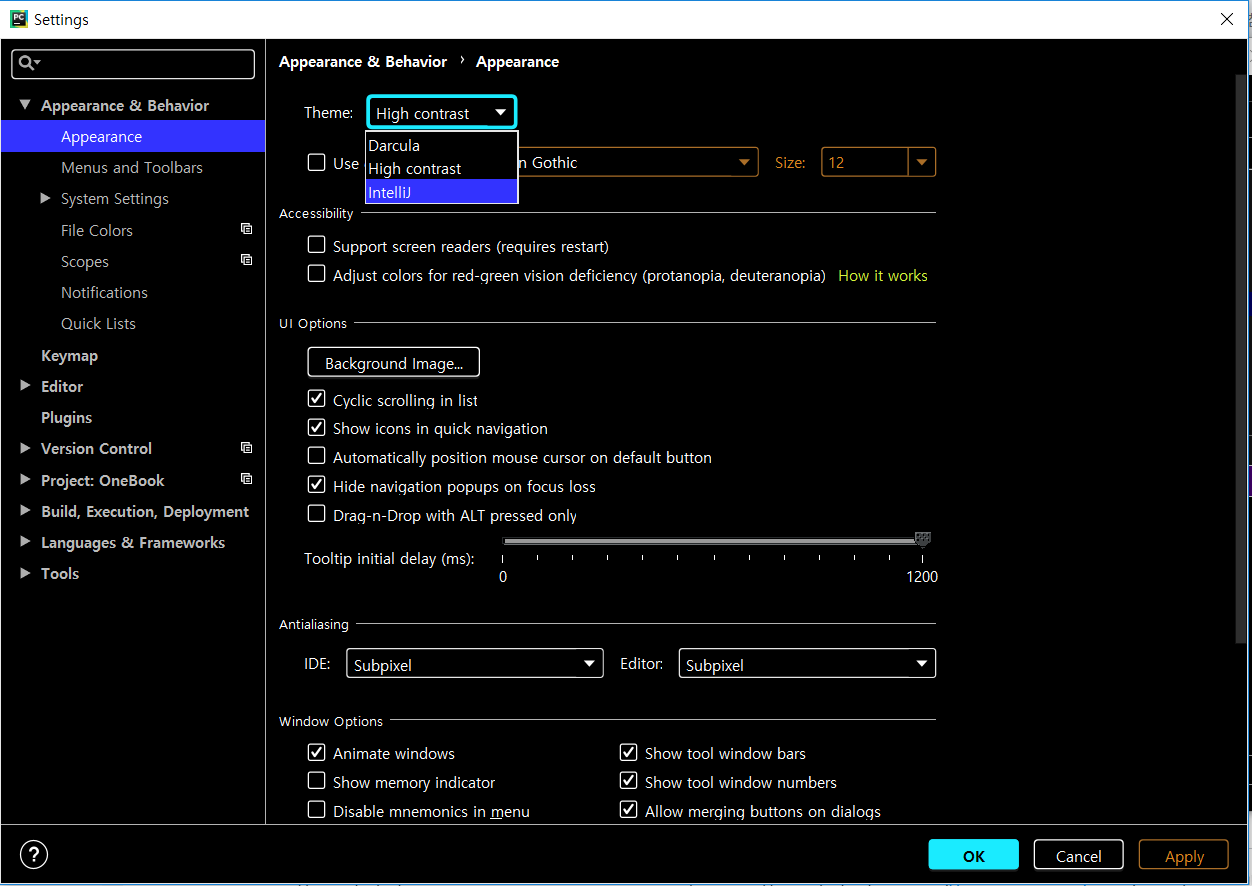 PC Settings
Appearance & Behavior
Appearance
Menus and Toolbars
System Settings
File Colors
Scopes
Notifications
Quick Lists
Keymap
Editor
Plugins
Version Control
Project: OneBook
Build, Execution, Deployment
Languages & Frameworks
Tools
Appearance & Behavior › Appearance
Theme: High contrast
Darcula
High contrast
IntelliJ
Use Gothic Size: 12
Accessibility
Support screen readers (requires restart)
Adjust colors for red-green vision deficiency (protanopia, deuteranopia) How it works
UI Options
Background Image...
Cyclic scrolling in list
Show icons in quick navigation
Automatically position mouse cursor on default button
Hide navigation popups on focus loss
Drag-n-Drop with ALT pressed only
Tooltip initial delay (ms):
0 1200
Antialiasing
IDE: Subpixel Editor: Subpixel
Window Options
Animate windows Show tool window bars
Show memory indicator Show tool window numbers
Disable mnemonics in menu Allow merging buttons on dialogs
? OK Cancel Apply